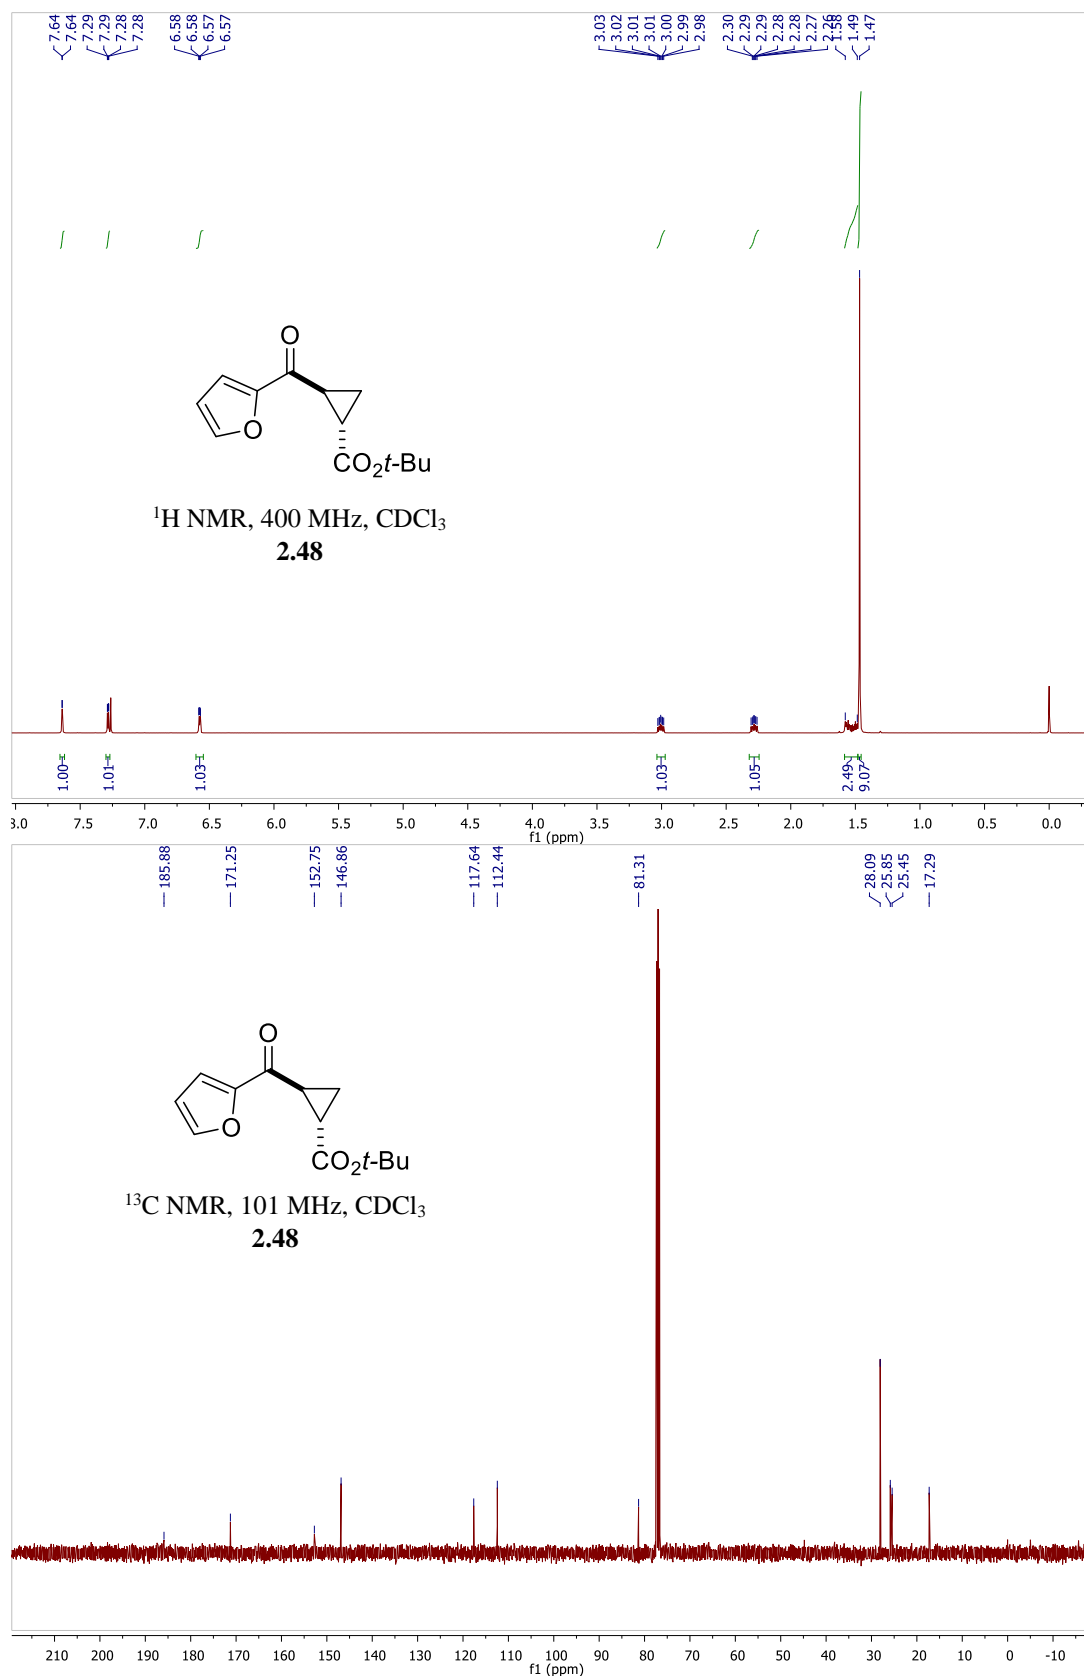 7.64 7.64 7.29 7.29 7.28 7.28 6.58 6.58 6.57 6.57 3.03 3.02 3.01 3.01 3.00 2.99 2.98 2.30 2.29 2.29 2.28 2.28 2.27 2.26 1.58 1.49 1.47
O
O
CO2t-Bu
1H NMR, 400 MHz, CDCl3
2.48
1.00 1.01 1.03 1.03 1.05 2.49 9.07
8.0 7.5 7.0 6.5 6.0 5.5 5.0 4.5 4.0 3.5 3.0 2.5 2.0 1.5 1.0 0.5 0.0
f1 (ppm)
185.88 171.25 152.75 146.86 117.64 112.44 81.31 28.09 25.85 25.45 17.29
O
O
CO2t-Bu
13C NMR, 101 MHz, CDCl3
2.48
210 200 190 180 170 160 150 140 130 120 110 100 90 80 70 60 50 40 30 20 10 0 -10
f1 (ppm)